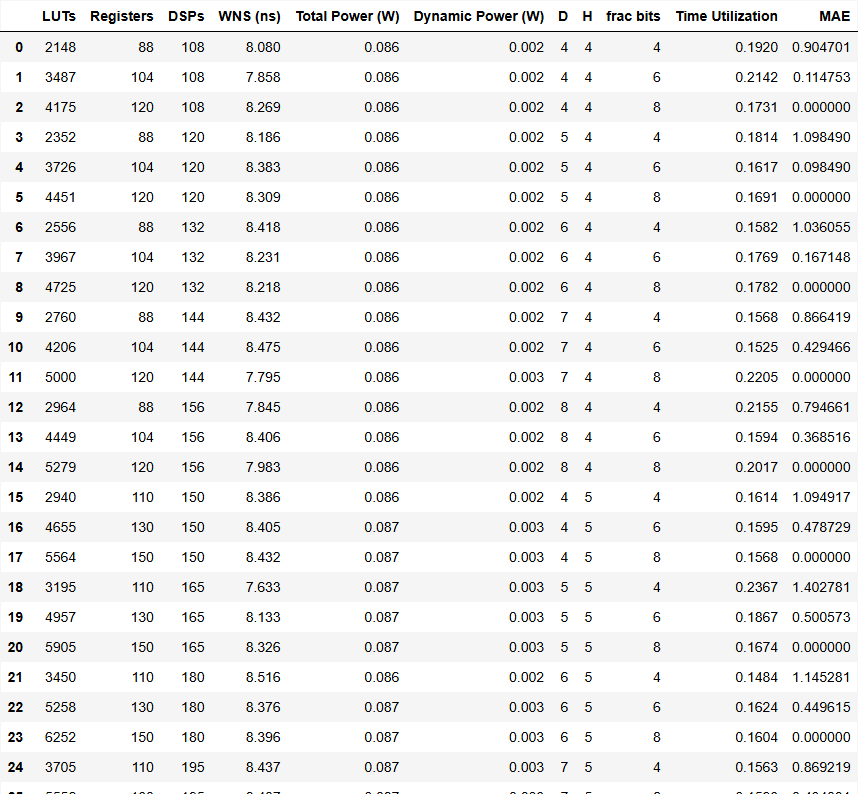 LUTs Registers DSPs WNS (ns) Total Power (W) Dynamic Power (W) D H frac bits Time Utilization MAE
0 2148 88 108 8.080 0.086 0.002 4 4 4 0.1920 0.904701
1 3487 104 108 7.858 0.086 0.002 4 4 6 0.2142 0.114753
2 4175 120 108 8.269 0.086 0.002 4 4 8 0.1731 0.000000
3 2352 88 120 8.186 0.086 0.002 5 4 4 0.1814 1.098490
4 3726 104 120 8.383 0.086 0.002 5 4 6 0.1617 0.098490
5 4451 120 120 8.309 0.086 0.002 5 4 8 0.1691 0.000000
6 2556 88 132 8.418 0.086 0.002 6 4 4 0.1582 1.036055
7 3967 104 132 8.231 0.086 0.002 6 4 6 0.1769 0.167148
8 4725 120 132 8.218 0.086 0.002 6 4 8 0.1782 0.000000
9 2760 88 144 8.432 0.086 0.002 7 4 4 0.1568 0.866419
10 4206 104 144 8.475 0.086 0.002 7 4 6 0.1525 0.429466
11 5000 120 144 7.795 0.086 0.003 7 4 8 0.2205 0.000000
12 2964 88 156 7.845 0.086 0.002 8 4 4 0.2155 0.794661
13 4449 104 156 8.406 0.086 0.002 8 4 6 0.1594 0.368516
14 5279 120 156 7.983 0.086 0.002 8 4 8 0.2017 0.000000
15 2940 110 150 8.386 0.086 0.002 4 5 4 0.1614 1.094917
16 4655 130 150 8.405 0.087 0.003 4 5 6 0.1595 0.478729
17 5564 150 150 8.432 0.087 0.003 4 5 8 0.1568 0.000000
18 3195 110 165 7.633 0.087 0.003 5 5 4 0.2367 1.402781
19 4957 130 165 8.133 0.087 0.003 5 5 6 0.1867 0.500573
20 5905 150 165 8.326 0.087 0.003 5 5 8 0.1674 0.000000
21 3450 110 180 8.516 0.086 0.002 6 5 4 0.1484 1.145281
22 5258 130 180 8.376 0.087 0.003 6 5 6 0.1624 0.449615
23 6252 150 180 8.396 0.087 0.003 6 5 8 0.1604 0.000000
24 3705 110 195 8.437 0.087 0.003 7 5 4 0.1563 0.869219